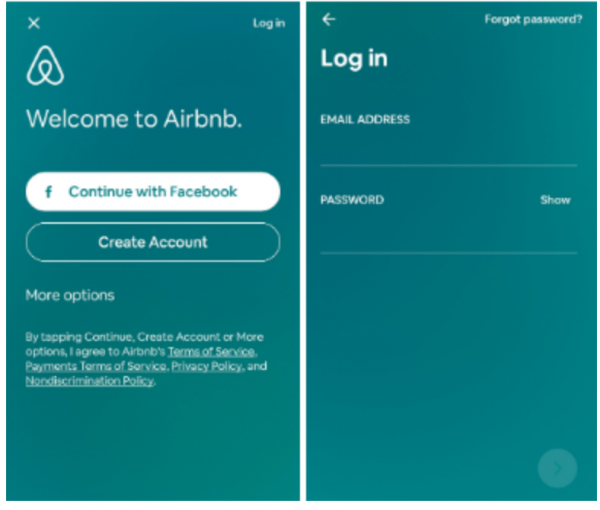 Log in
Welcome to Airbnb.
f Continue with Facebook
Create Account
More options
By tapping Continue, Create Account or More
options, I agree to Airbnb's Terms of Service,
Payments Terms of Service, Privacy Policy, and
Nondiscrimination Policy.
Forgot password?
Log in
EMAIL ADDRESS
PASSWORD
Show